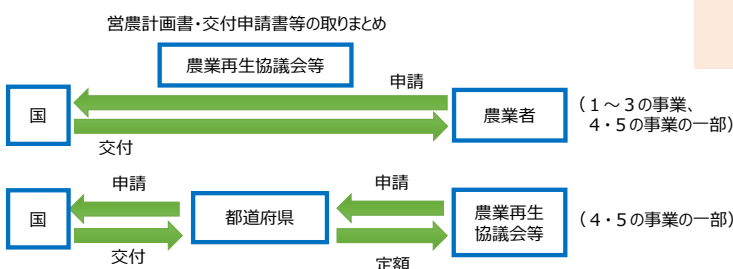 営農計画書・交付申請書等の取りまとめ
農業再生協議会等
申請
国
農業者
（１～３の事業、
４・５の事業の一部）
交付
申請
申請
国
都道府県
農業再生
協議会等
（４・５の事業の一部）
交付
定額